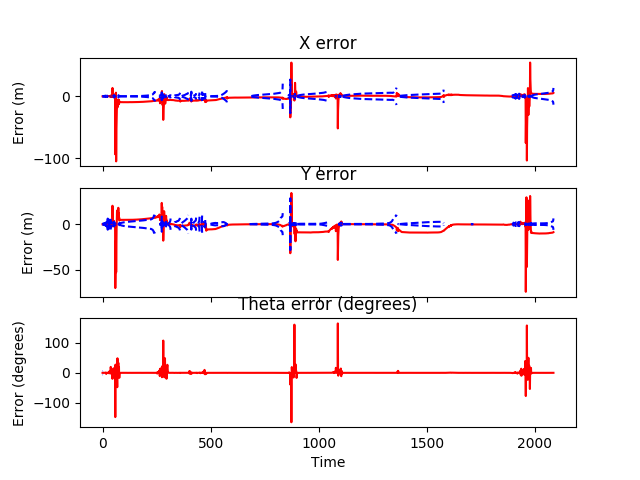 X error
0
−100
Error (m)
Y error
0
−50
Error (m)
Theta error (degrees)
100
0
−100
Error (degrees)
0
500
1000
1500
2000
Time